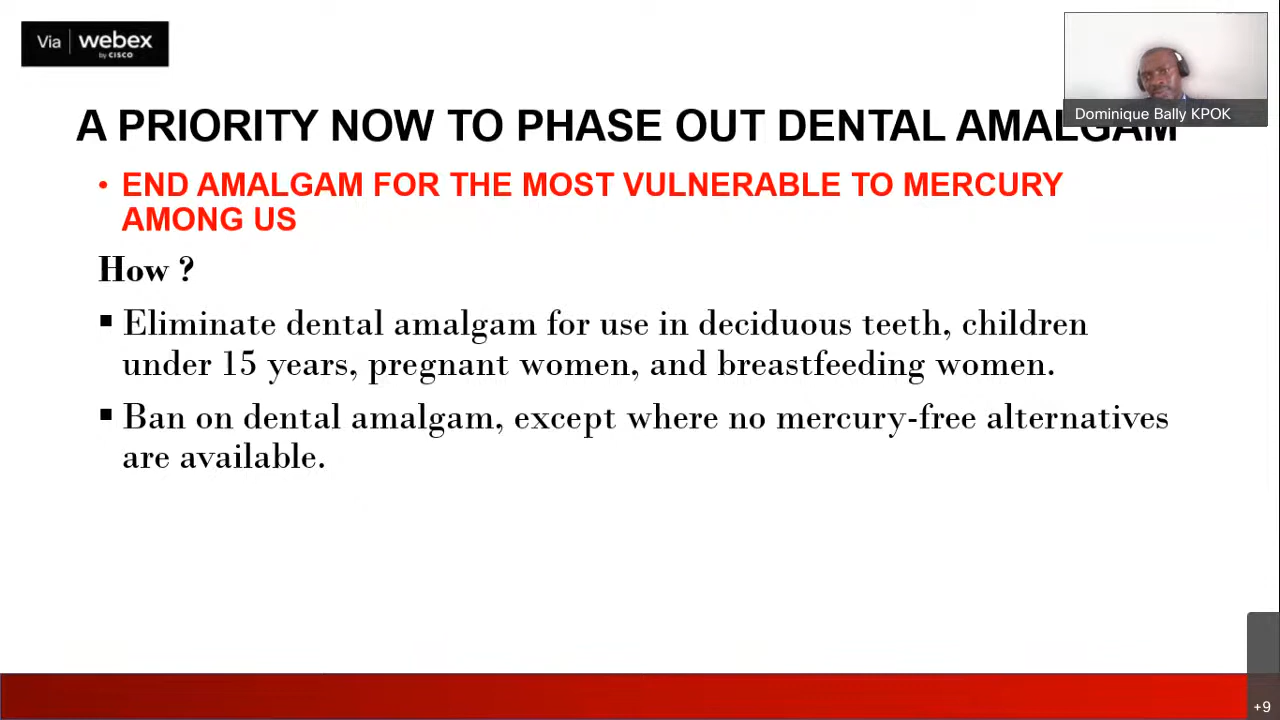 Via webex
by CISCO
Dominique Bally KPOK
A PRIORITY NOW TO PHASE OUT DENTAL AMALGAM
• END AMALGAM FOR THE MOST VULNERABLE TO MERCURY
AMONG US
How ?
▪ Eliminate dental amalgam for use in deciduous teeth, children
under 15 years, pregnant women, and breastfeeding women.
▪ Ban on dental amalgam, except where no mercury-free alternatives
are available.
+9